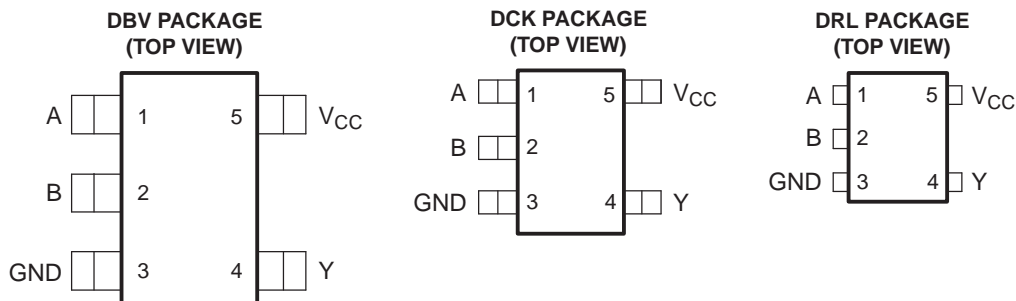 DBV PACKAGE
(TOP VIEW)
A 1 5 VCC
B 2
GND 3 4 Y
DCK PACKAGE
(TOP VIEW)
A 1 5 VCC
B 2
GND 3 4 Y
DRL PACKAGE
(TOP VIEW)
A 1 5 VCC
B 2
GND 3 4 Y